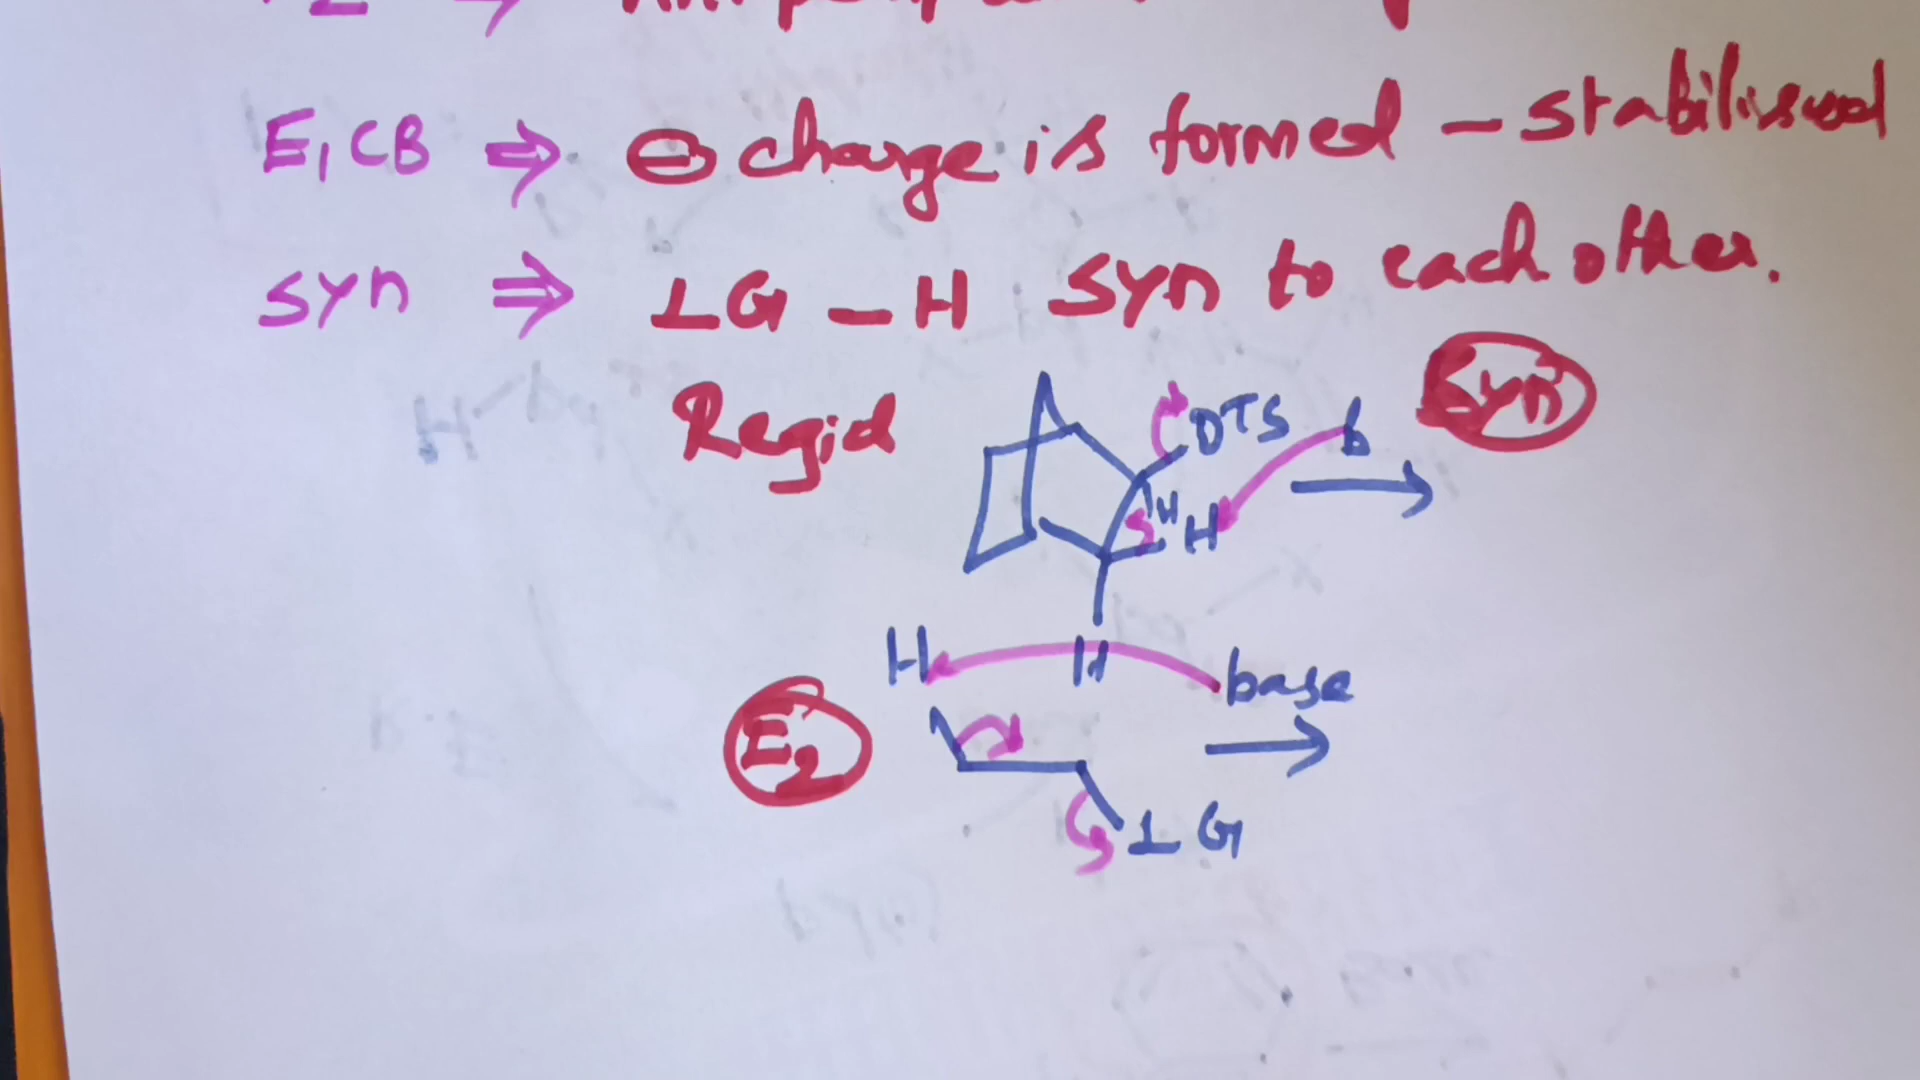 E1CB ⇒ ⊖ charge is formed - stabilised
syn ⇒ LG - H syn to each other.
Regid
OTS b
Syn
H H
H H base
E2
LG